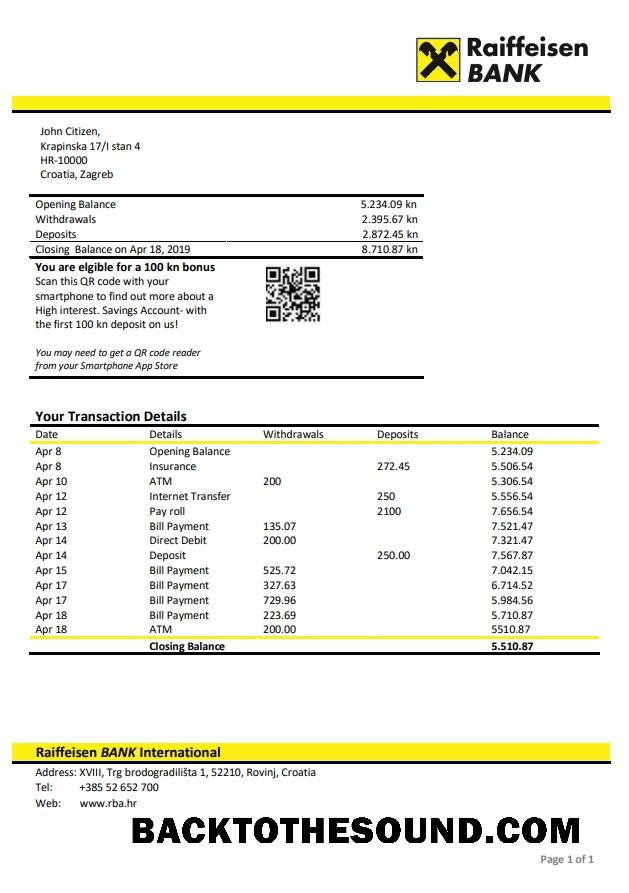 Raiffeisen
BANK
John Citizen,
Krapinska 17/I stan 4
HR-10000
Croatia, Zagreb
Opening Balance 5.234.09 kn
Withdrawals 2.395.67 kn
Deposits 2.872.45 kn
Closing Balance on Apr 18, 2019 8.710.87 kn
You are elgible for a 100 kn bonus
Scan this QR code with your
smartphone to find out more about a
High interest. Savings Account- with
the first 100 kn deposit on us!
You may need to get a QR code reader
from your Smartphone App Store
Your Transaction Details
Date Details Withdrawals Deposits Balance
Apr 8 Opening Balance 5.234.09
Apr 8 Insurance 272.45 5.506.54
Apr 10 ATM 200 5.306.54
Apr 12 Internet Transfer 250 5.556.54
Apr 12 Pay roll 2100 7.656.54
Apr 13 Bill Payment 135.07 7.521.47
Apr 14 Direct Debit 200.00 7.321.47
Apr 14 Deposit 250.00 7.567.87
Apr 15 Bill Payment 525.72 7.042.15
Apr 17 Bill Payment 327.63 6.714.52
Apr 17 Bill Payment 729.96 5.984.56
Apr 18 Bill Payment 223.69 5.710.87
Apr 18 ATM 200.00 5510.87
Closing Balance 5.510.87
Raiffeisen BANK International
Address: XVIII, Trg brodogradilišta 1, 52210, Rovinj, Croatia
Tel: +385 52 652 700
Web: www.rba.hr
BACKTOTHESOUND.COM
Page 1 of 1